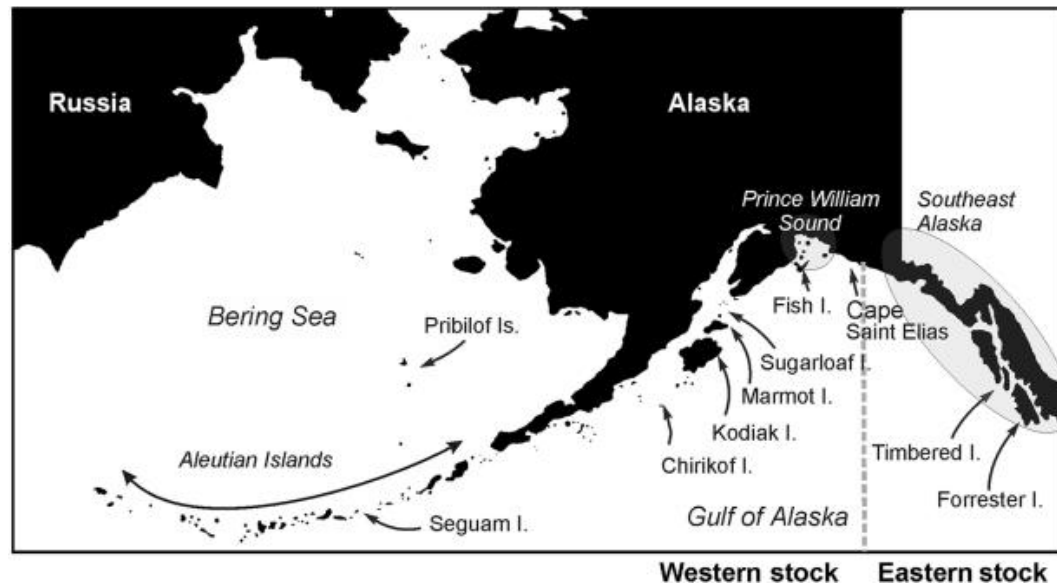 Russia
Alaska
Prince William
Sound
Southeast
Alaska
Bering Sea
Pribilof Is.
Fish I.
Cape
Saint Elias
Sugarloaf I.
Marmot I.
Kodiak I.
Chirikof I.
Timbered I.
Forrester I.
Aleutian Islands
Seguam I.
Gulf of Alaska
Western stock
Eastern stock